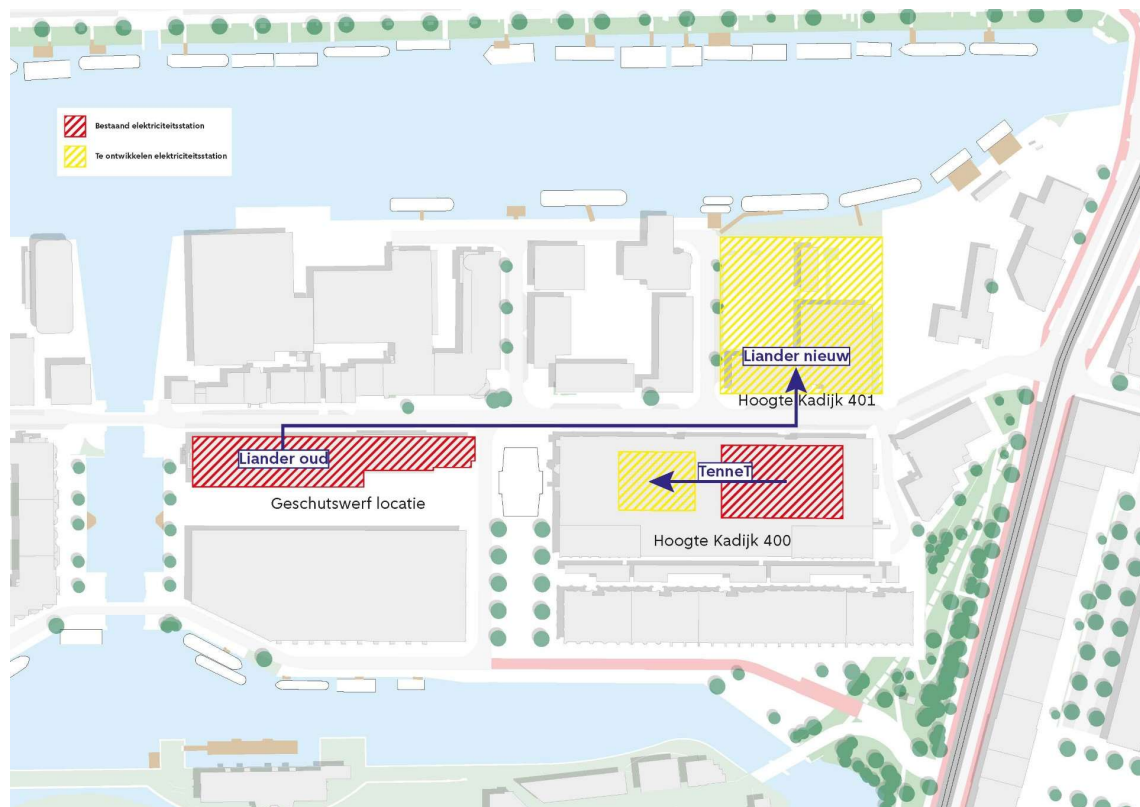 Bestaand elektriciteitsstation
Te ontwikkelen elektriciteitsstation
Liander nieuw
Hoogte Kadijk 401
Liander oud
TenneT
Geschutswerf locatie
Hoogte Kadijk 400